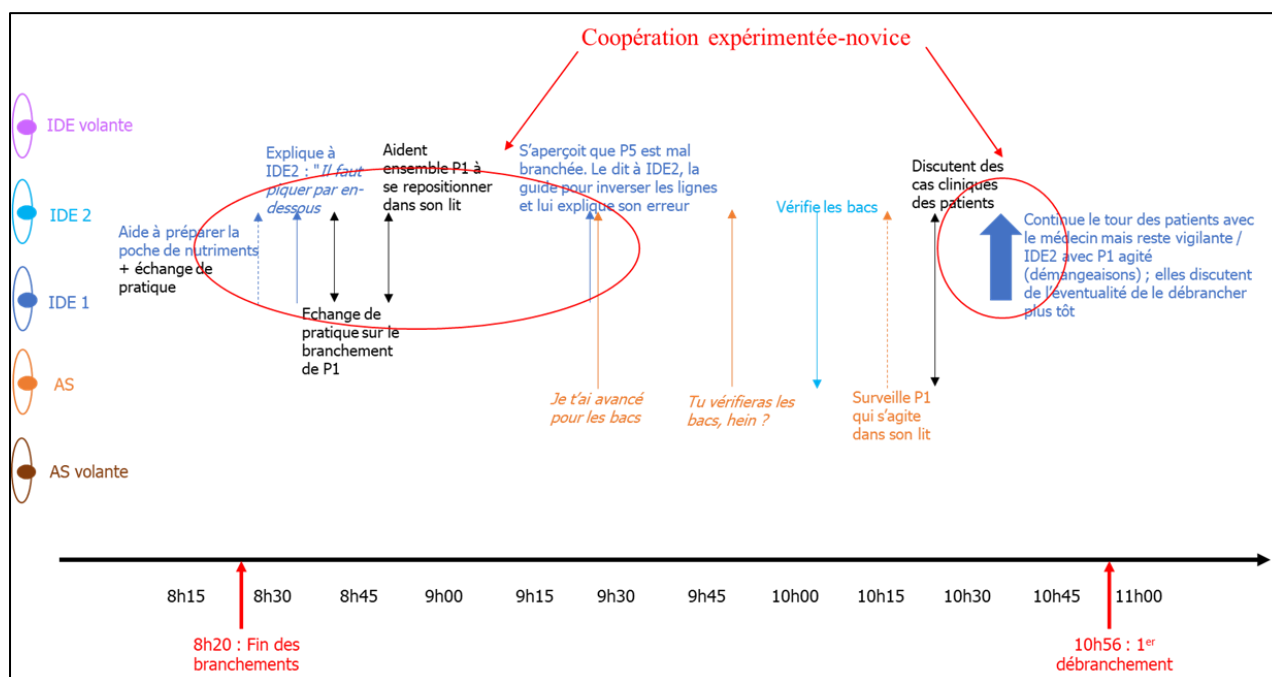 Coopération expérimentée-novice
IDE volante
IDE 2
IDE 1
AS
AS volante
Aide à préparer la
poche de nutriments
+ échange de
pratique
Explique à
IDE2 : "Il faut
piquer par en-
dessous
Aident
ensemble P1 à
se repositionner
dans son lit
Echange de
pratique sur le
branchement
de P1
S'aperçoit que P5 est mal
branchée. Le dit à IDE2, la
guide pour inverser les lignes
et lui explique son erreur
Je t'ai avancé
pour les bacs
Tu vérifieras les
bacs, hein ?
Vérifie les bacs
Surveille P1
qui s'agite
dans son lit
Discutent des
cas cliniques
des patients
Continue le tour des patients avec
le médecin mais reste vigilante /
IDE2 avec P1 agité
(démangeaisons) ; elles discutent
de l'éventualité de le débrancher
plus tôt
8h15 8h30 8h45 9h00 9h15 9h30 9h45 10h00 10h15 10h30 10h45 11h00
8h20 : Fin des
branchements
10h56 : 1er
débranchement